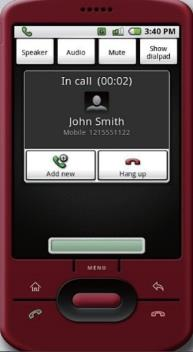 3:40 PM
Speaker
Audio
Mute
Show dialpad
In call (00:02)
John Smith
Mobile 1215551122
Add new
Hang up
MENU